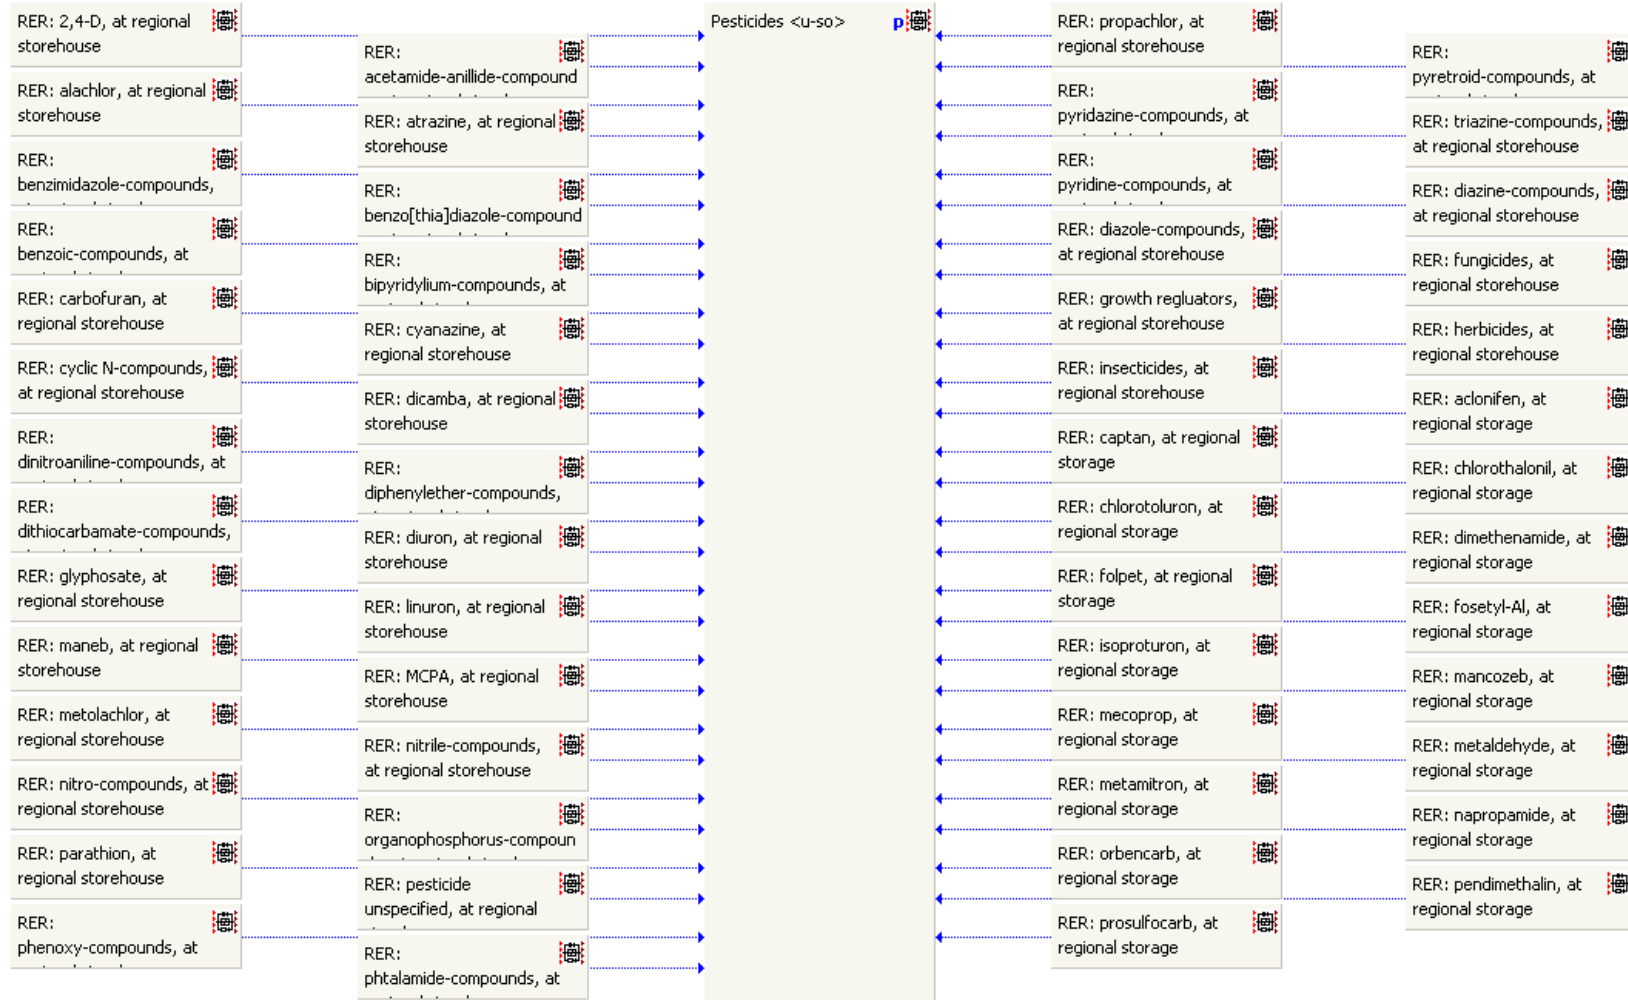 RER: 2,4-D, at regional
storehouse
RER: alachlor, at regional
storehouse
RER:
benzimidazole-compounds,
RER:
benzoic-compounds, at
RER: carbofuran, at
regional storehouse
RER: cyclic N-compounds,
at regional storehouse
RER:
dinitroaniline-compounds, at
RER:
dithiocarbamate-compounds,
RER: glyphosate, at
regional storehouse
RER: maneb, at regional
storehouse
RER: metolachlor, at
regional storehouse
RER: nitro-compounds, at
regional storehouse
RER: parathion, at
regional storehouse
RER:
phenoxy-compounds, at
RER:
acetamide-anillide-compound
RER: atrazine, at regional
storehouse
RER:
benzo[thia]diazole-compound
RER:
bipyridylium-compounds, at
RER: cyanazine, at
regional storehouse
RER: dicamba, at regional
storehouse
RER:
diphenylether-compounds,
RER: diuron, at regional
storehouse
RER: linuron, at regional
storehouse
RER: MCPA, at regional
storehouse
RER: nitrile-compounds,
at regional storehouse
RER:
organophosphorus-compoun
RER: pesticide
unspecified, at regional
RER:
phtalamide-compounds, at
Pesticides <u-so> p
RER: propachlor, at
regional storehouse
RER:
pyridazine-compounds, at
RER:
pyridine-compounds, at
RER: diazole-compounds,
at regional storehouse
RER: growth regluators,
at regional storehouse
RER: insecticides, at
regional storehouse
RER: captan, at regional
storage
RER: chlorotoluron, at
regional storage
RER: folpet, at regional
storage
RER: isoproturon, at
regional storage
RER: mecoprop, at
regional storage
RER: metamitron, at
regional storage
RER: orbencarb, at
regional storage
RER: prosulfocarb, at
regional storage
RER:
pyretroid-compounds, at
RER: triazine-compounds,
at regional storehouse
RER: diazine-compounds,
at regional storehouse
RER: fungicides, at
regional storehouse
RER: herbicides, at
regional storehouse
RER: aclonifen, at
regional storage
RER: chlorothalonil, at
regional storage
RER: dimethenamide, at
regional storage
RER: fosetyl-Al, at
regional storage
RER: mancozeb, at
regional storage
RER: metaldehyde, at
regional storage
RER: napropamide, at
regional storage
RER: pendimethalin, at
regional storage